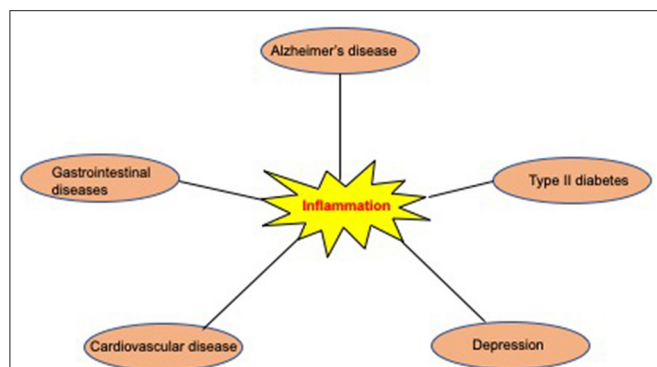 Alzheimer's disease
Gastrointestinal
diseases
Type II diabetes
Inflammation
Cardiovascular disease
Depression